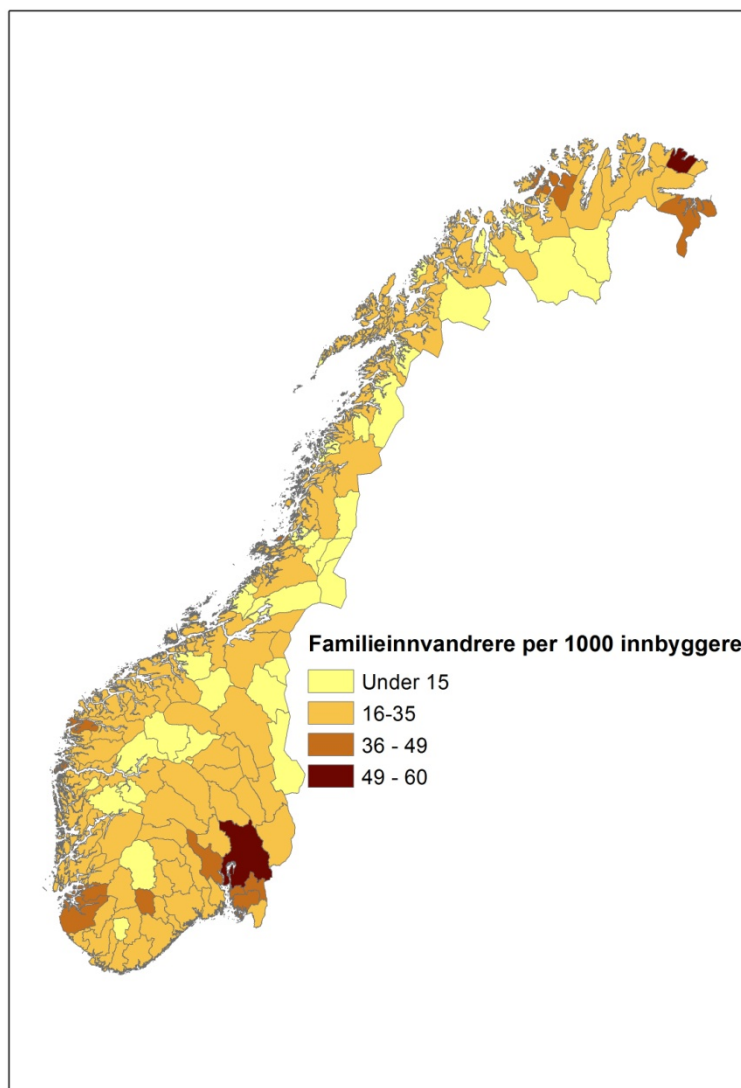 Familieinnvandrere per 1000 innbyggere
Under 15
16-35
36 - 49
49 - 60